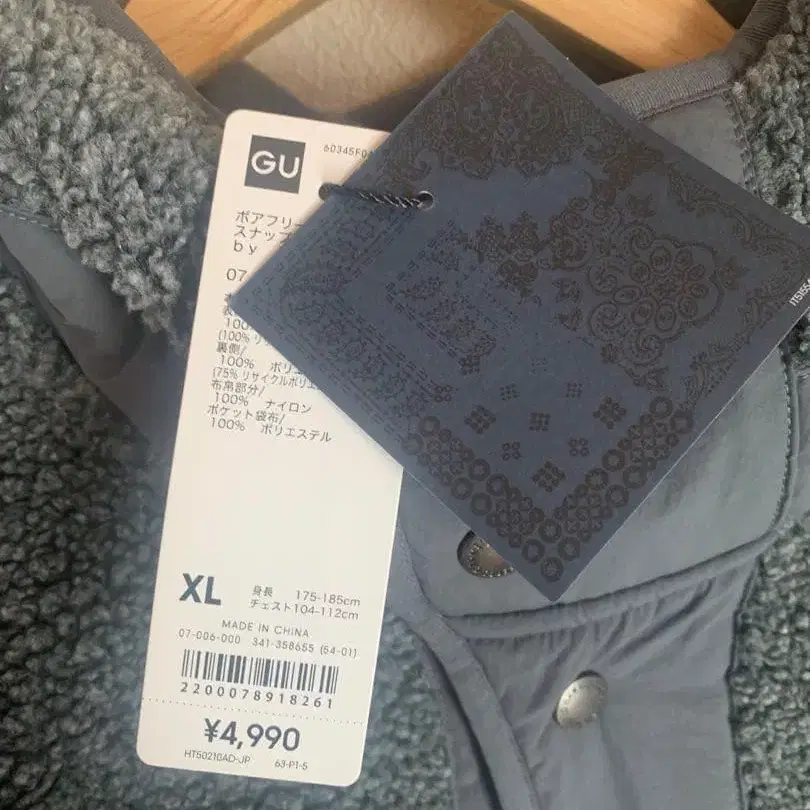 GU
60345F0
ボアフリー
スナップ
by
07
100
(100% リサ
裏側/
100% ポリエ
(75% リサイクルポリエ
布帛部分/
100% ナイロン
ポケット袋布/
100% ポリエステル
XL
身長 175-185cm
チェスト104-112cm
MADE IN CHINA
07-006-000 341-358655 (54-01)
2200078918261
¥4,990
HT50210AD-JP 63-P1-5